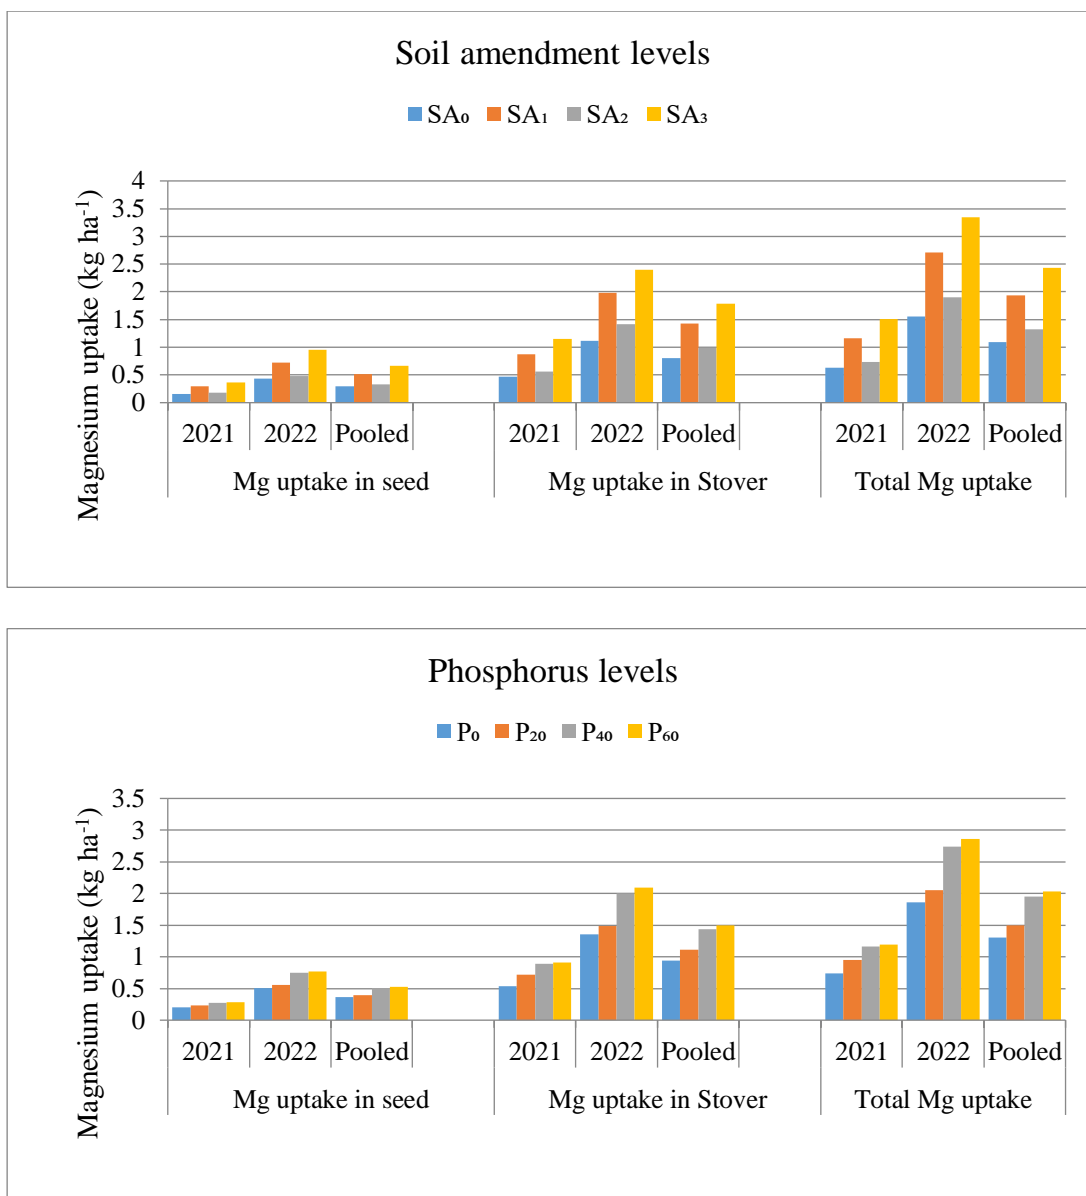 Soil amendment levels
SA₀ SA₁ SA₂ SA₃
Magnesium uptake (kg ha⁻¹)
4
3.5
3
2.5
2
1.5
1
0.5
0
2021 2022 Pooled 2021 2022 Pooled 2021 2022 Pooled
Mg uptake in seed Mg uptake in Stover Total Mg uptake
Phosphorus levels
P₀ P₂₀ P₄₀ P₆₀
Magnesium uptake (kg ha⁻¹)
3.5
3
2.5
2
1.5
1
0.5
0
2021 2022 Pooled 2021 2022 Pooled 2021 2022 Pooled
Mg uptake in seed Mg uptake in Stover Total Mg uptake